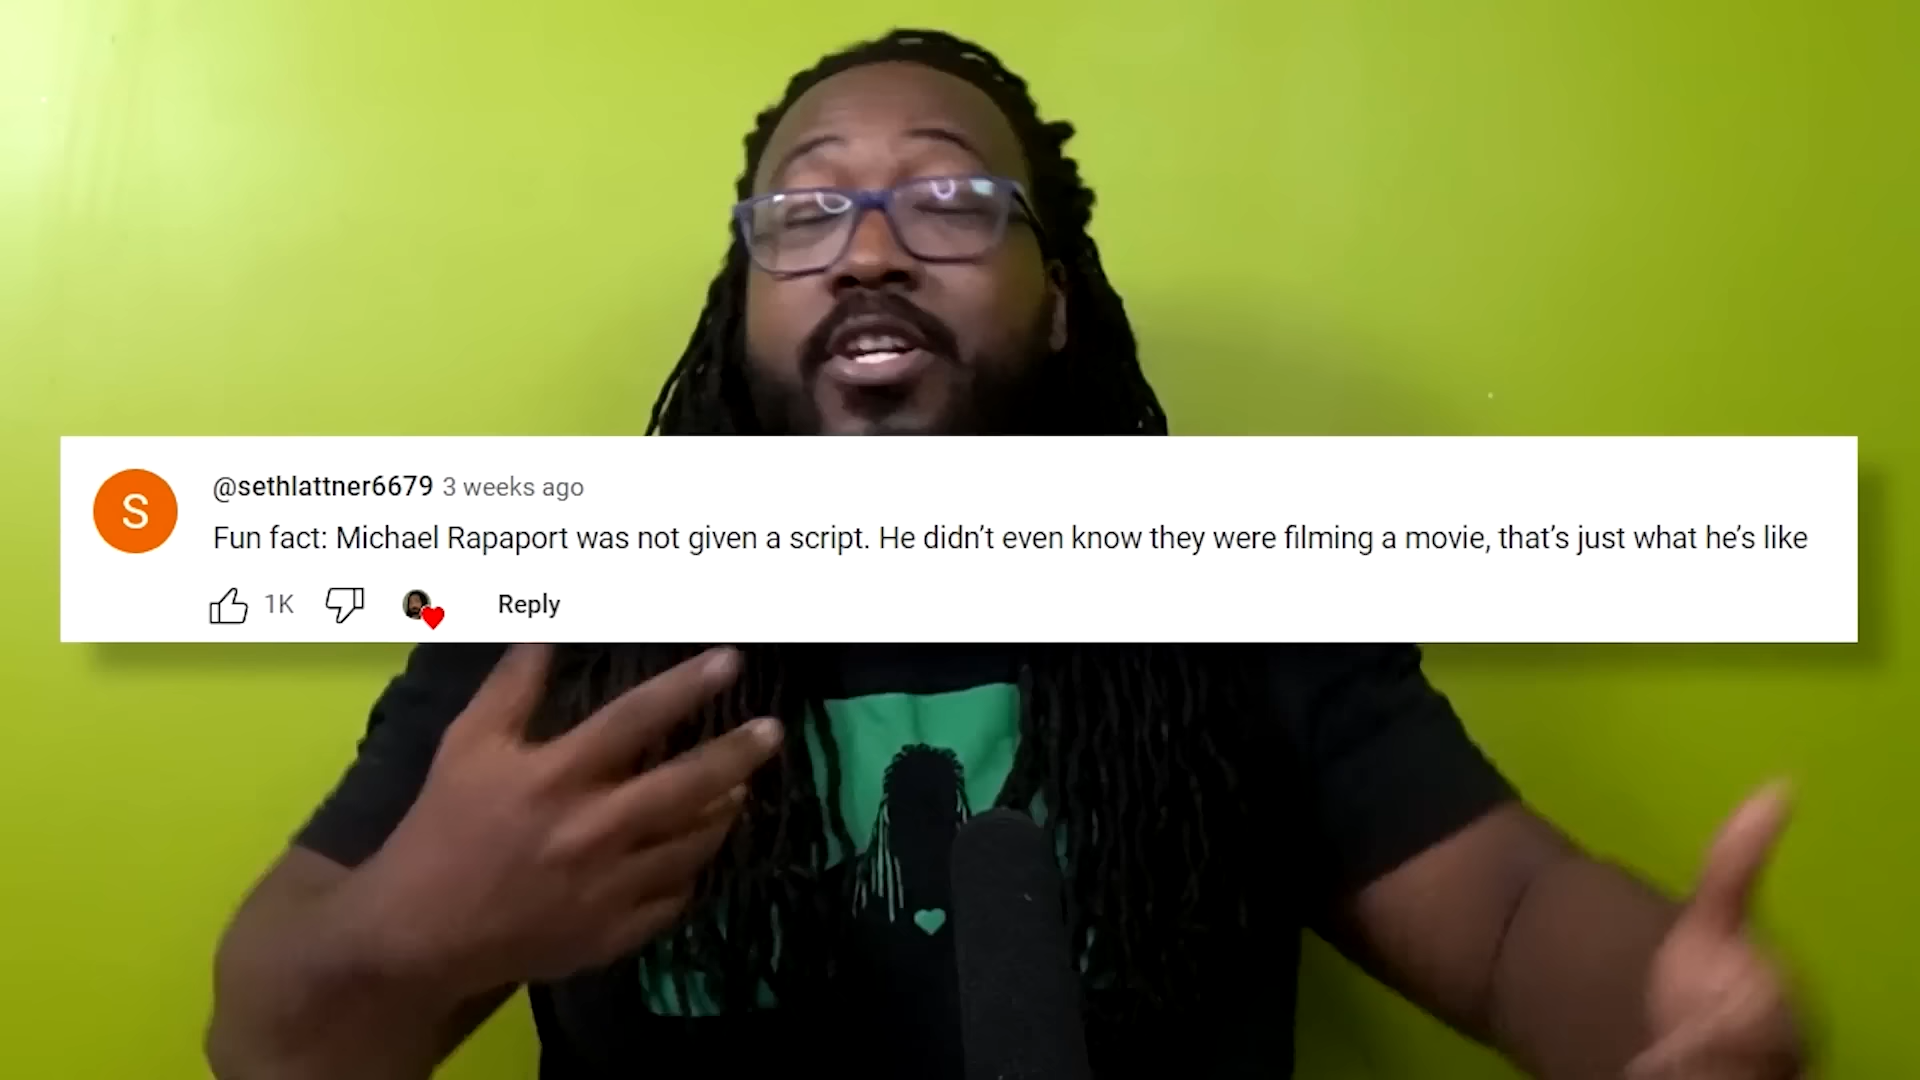 S
@sethlattner6679 3 weeks ago
Fun fact: Michael Rapaport was not given a script. He didn’t even know they were filming a movie, that’s just what he’s like
1K Reply